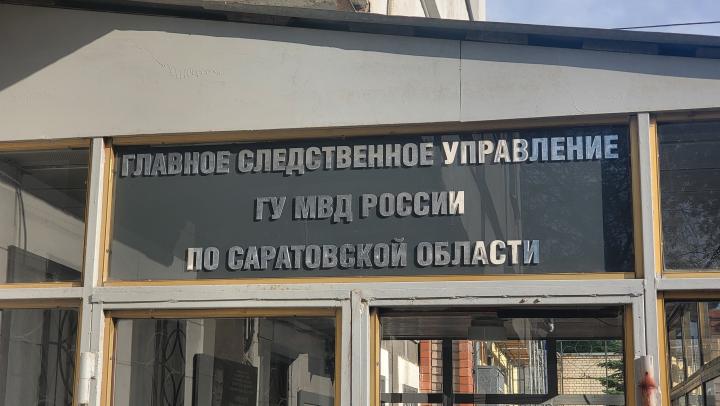 ГЛАВНОЕ СЛЕДСТВЕННОЕ УПРАВЛЕНИЕ
ГУ МВД РОССИИ
ПО САРАТОВСКОЙ ОБЛАСТИ